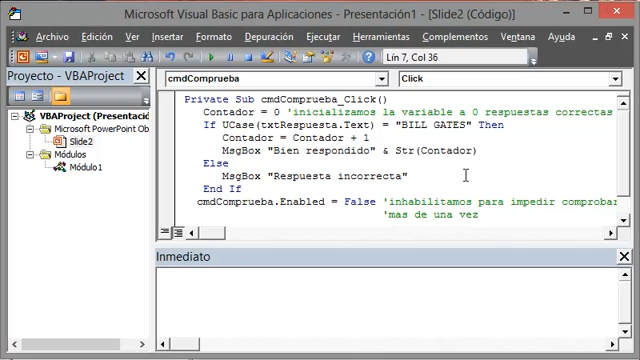 Microsoft Visual Basic para Aplicaciones - Presentación1 - [Slide2 (Código)]
Archivo Edición Ver Insertar Formato Depuración Ejecutar Herramientas Complementos Ventana Ayuda
Lín 7, Col 36
Proyecto - VBAProject
cmdComprueba
Click
VBAProject (Presentación
Microsoft PowerPoint Ob
Slide2
Módulos
Módulo1
Private Sub cmdComprueba_Click()
Contador = 0 'inicializamos la variable a 0 respuestas correctas
If UCase(txtRespuesta.Text) = "BILL GATES" Then
Contador = Contador + 1
MsgBox "Bien respondido" & Str(Contador)
Else
MsgBox "Respuesta incorrecta"
End If
cmdComprueba.Enabled = False 'inhabilitamos para impedir comprobar
'mas de una vez
Inmediato